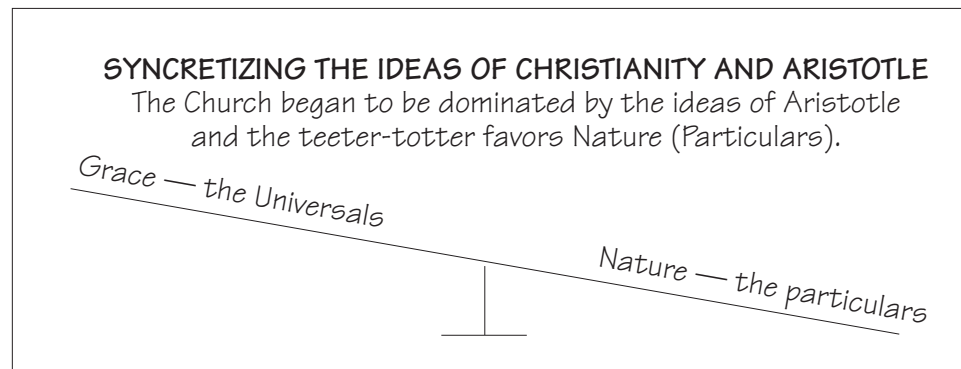 SYNCRETIZING THE IDEAS OF CHRISTIANITY AND ARISTOTLE
The Church began to be dominated by the ideas of Aristotle
and the teeter-totter favors Nature (Particulars).
Grace — the Universals
Nature — the particulars